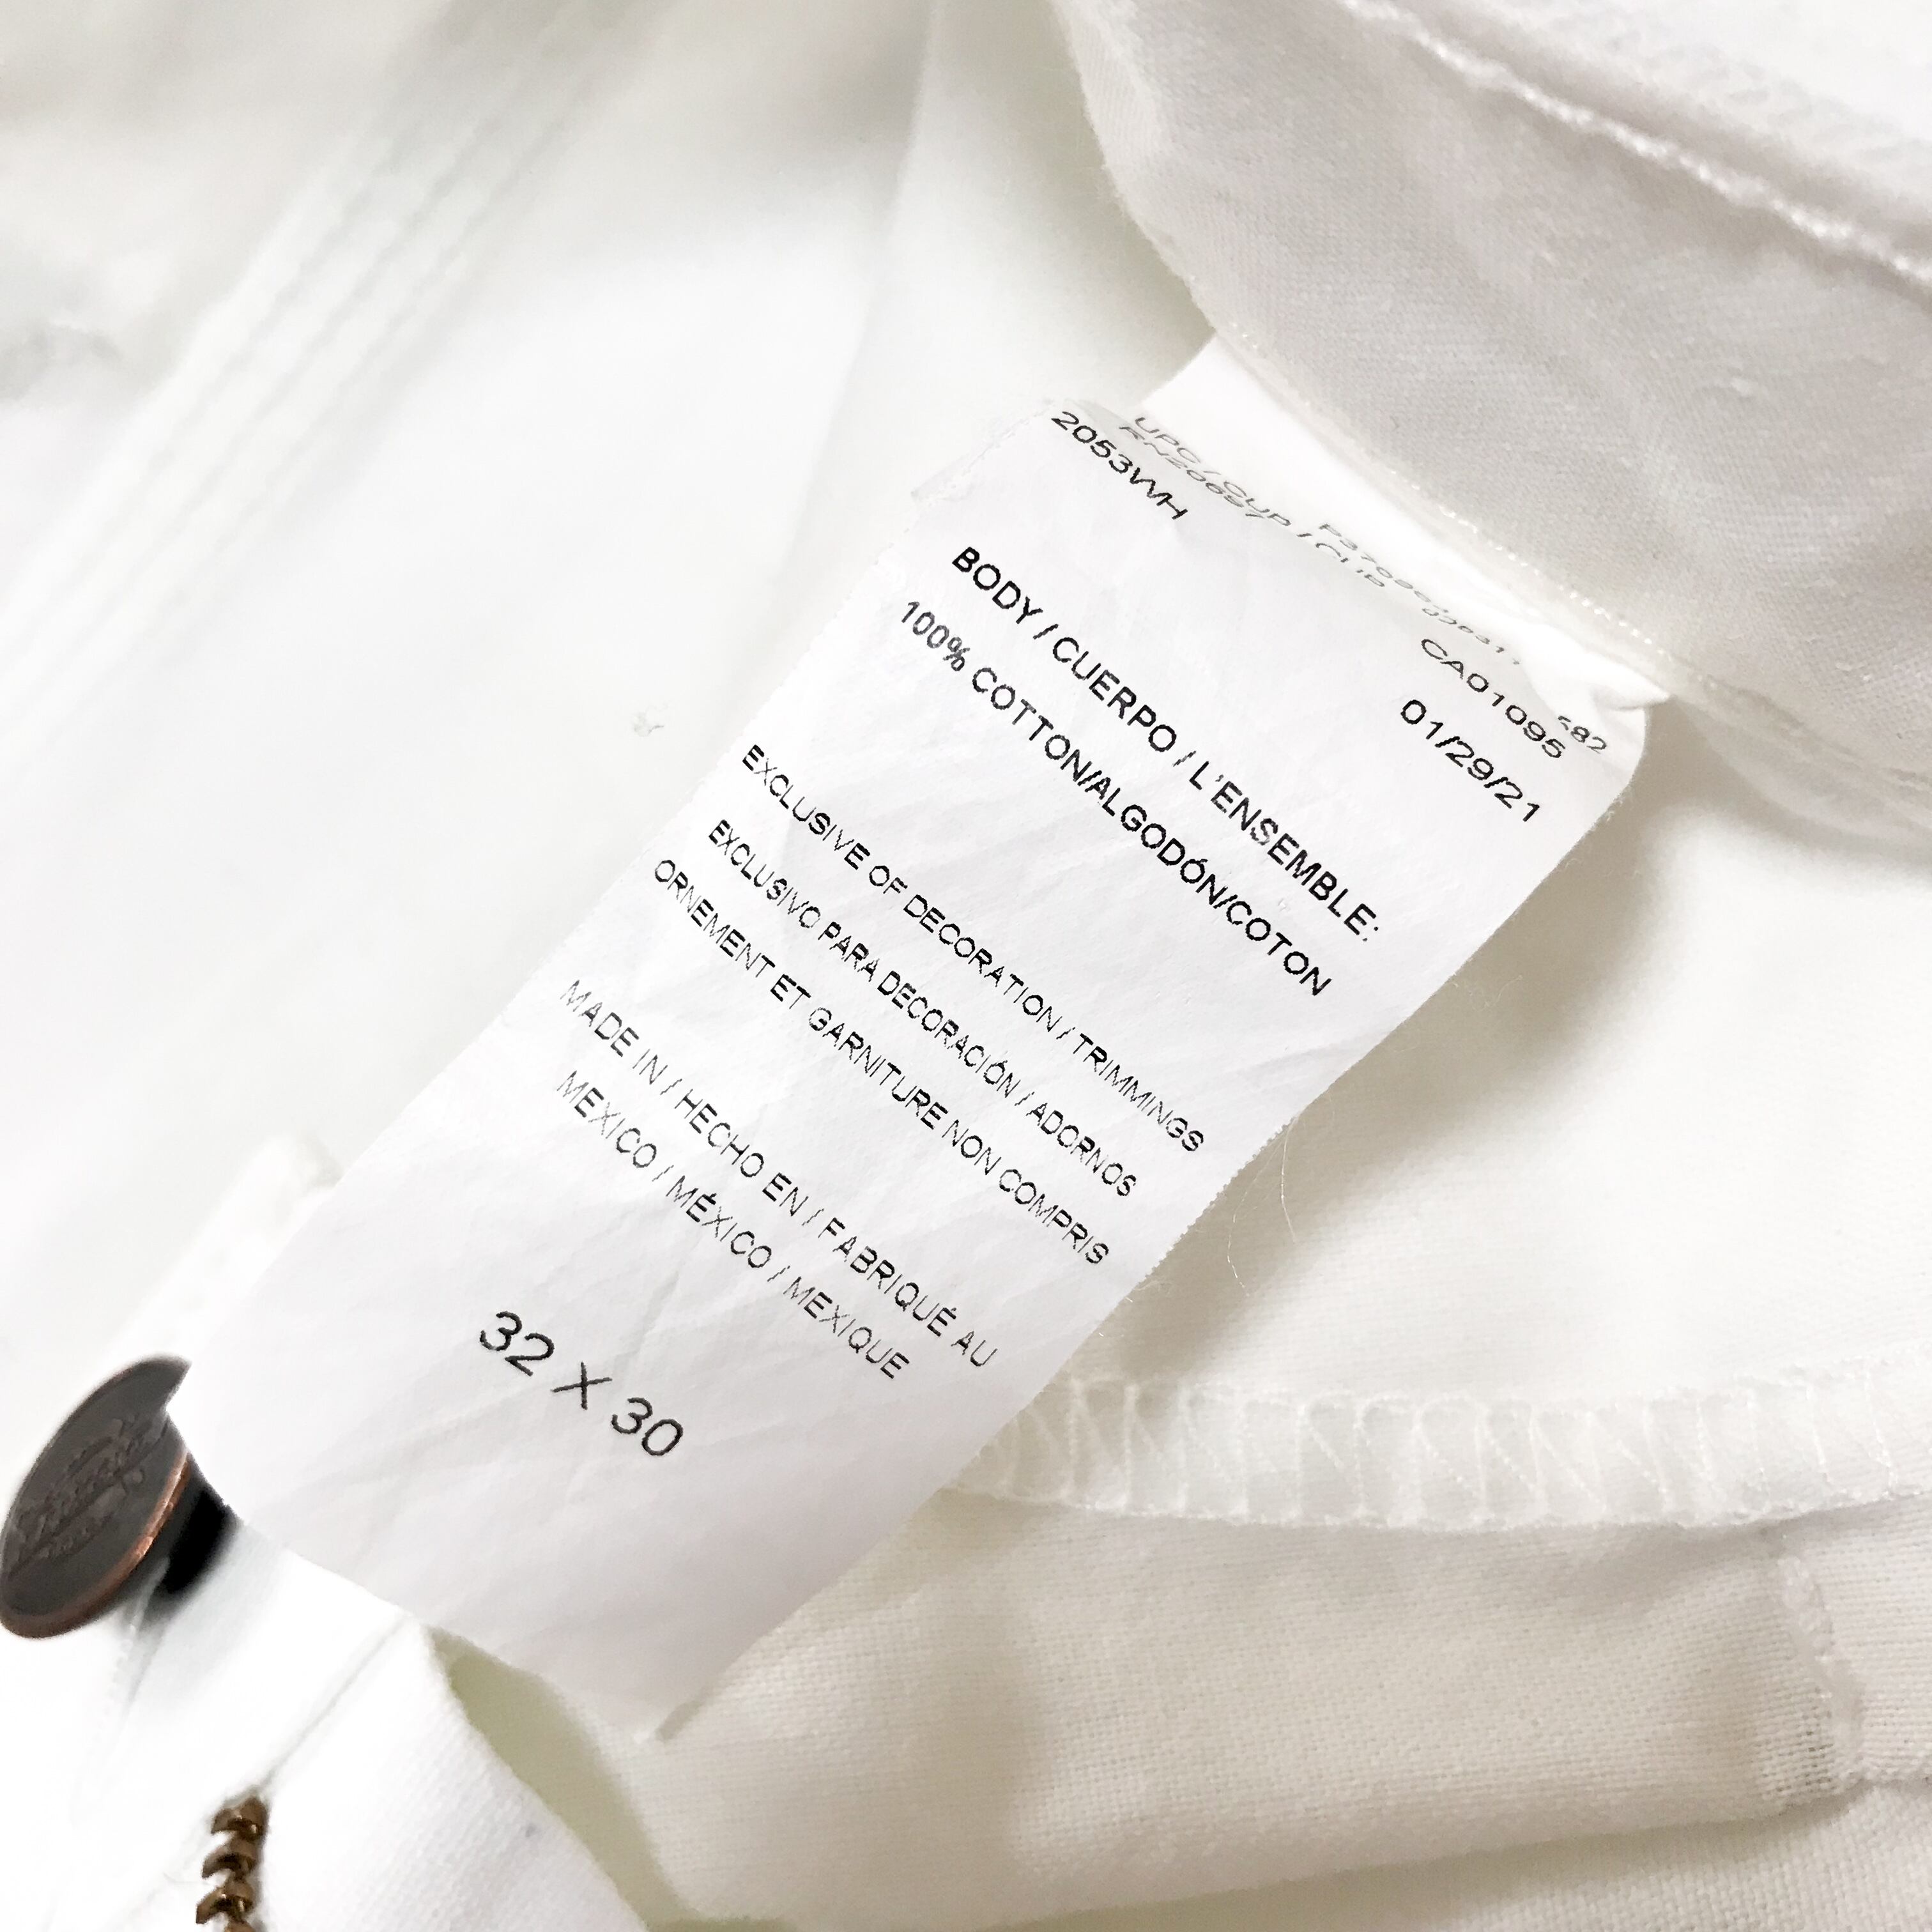 582
CA01095
2053WH 01/29/21
BODY / CUERPO / L'ENSEMBLE:
100% COTTON/ALGODÓN/COTON
EXCLUSIVE OF DECORATION / TRIMMINGS
EXCLUSIVO PARA DECORACIÓN / ADORNOS
ORNEMENT ET GARNITURE NON COMPRIS
MADE IN / HECHO EN / FABRIQUÉ AU
MEXICO / MÉXICO / MEXIQUE
32 X 30